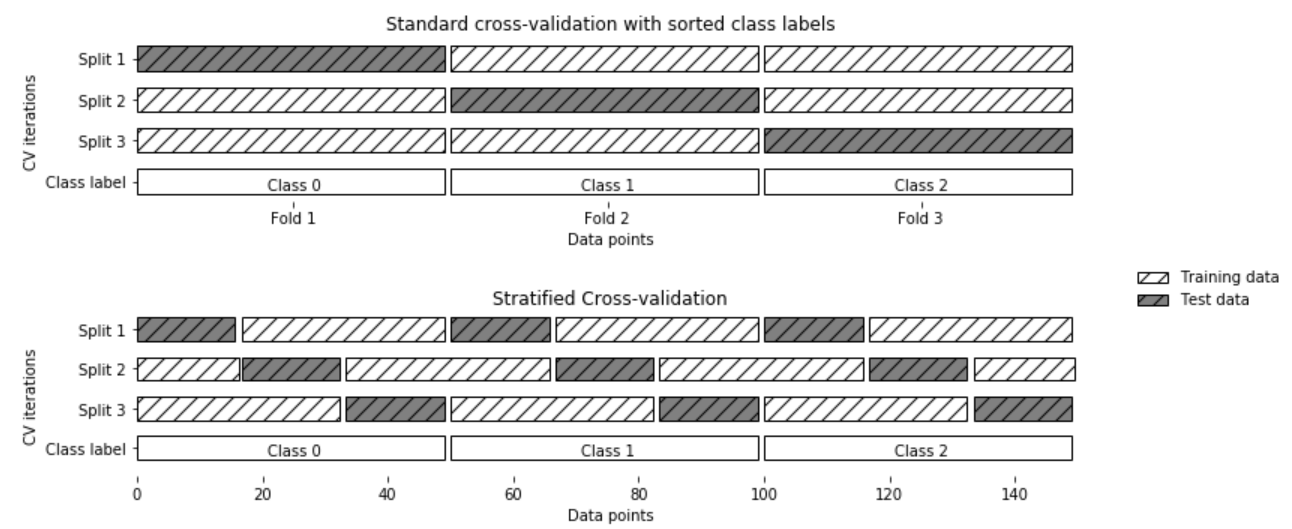 Standard cross-validation with sorted class labels
CV iterations
Split 1
Split 2
Split 3
Class label
Class 0 Class 1 Class 2
Fold 1 Fold 2 Fold 3
Data points
Training data
Test data
Stratified Cross-validation
CV iterations
Split 1
Split 2
Split 3
Class label
Class 0 Class 1 Class 2
0 20 40 60 80 100 120 140
Data points